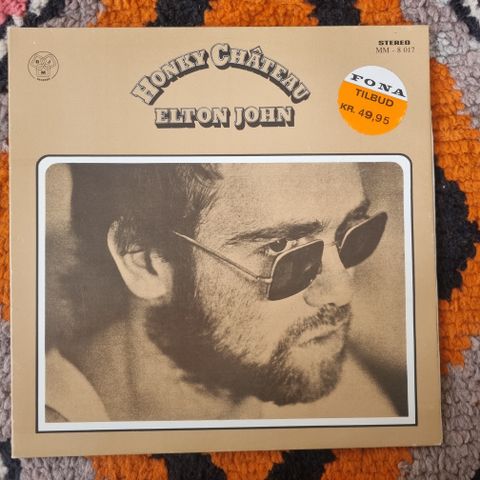 STEREO
MM - 8 017
HONKY CHÂTEAU
ELTON JOHN
FONA
TILBUD
KR. 49,95